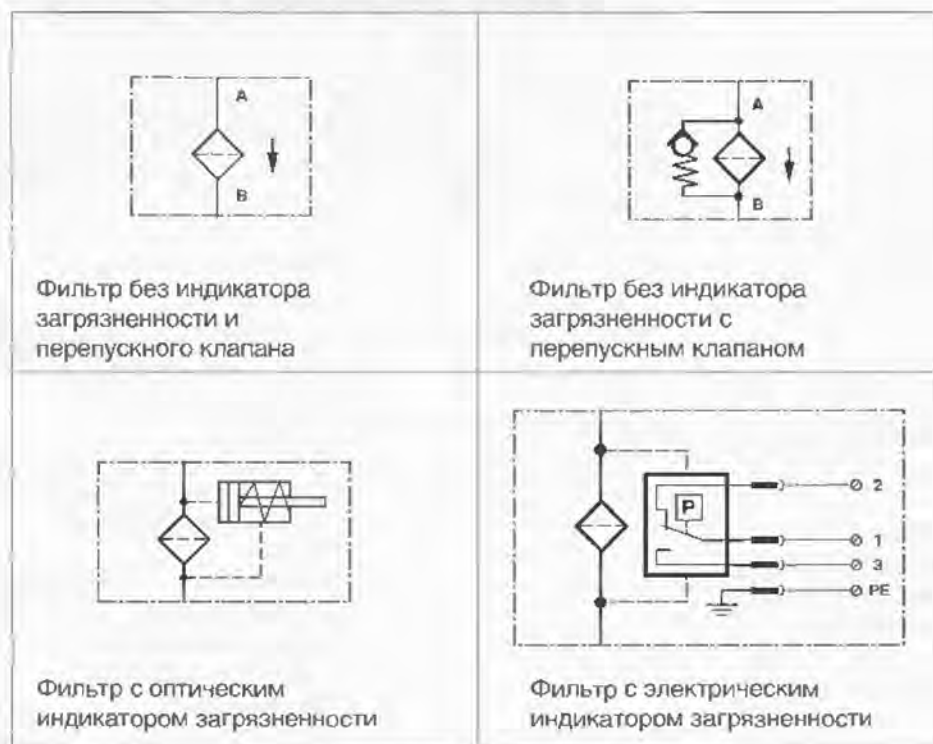 A
B
Фильтр без индикатора
загрязненности и
перепускного клапана
A
B
Фильтр без индикатора
загрязненности с
перепускным клапаном
Фильтр с оптическим
индикатором загрязненности
P
2
1
3
PE
Фильтр с электрическим
индикатором загрязненности